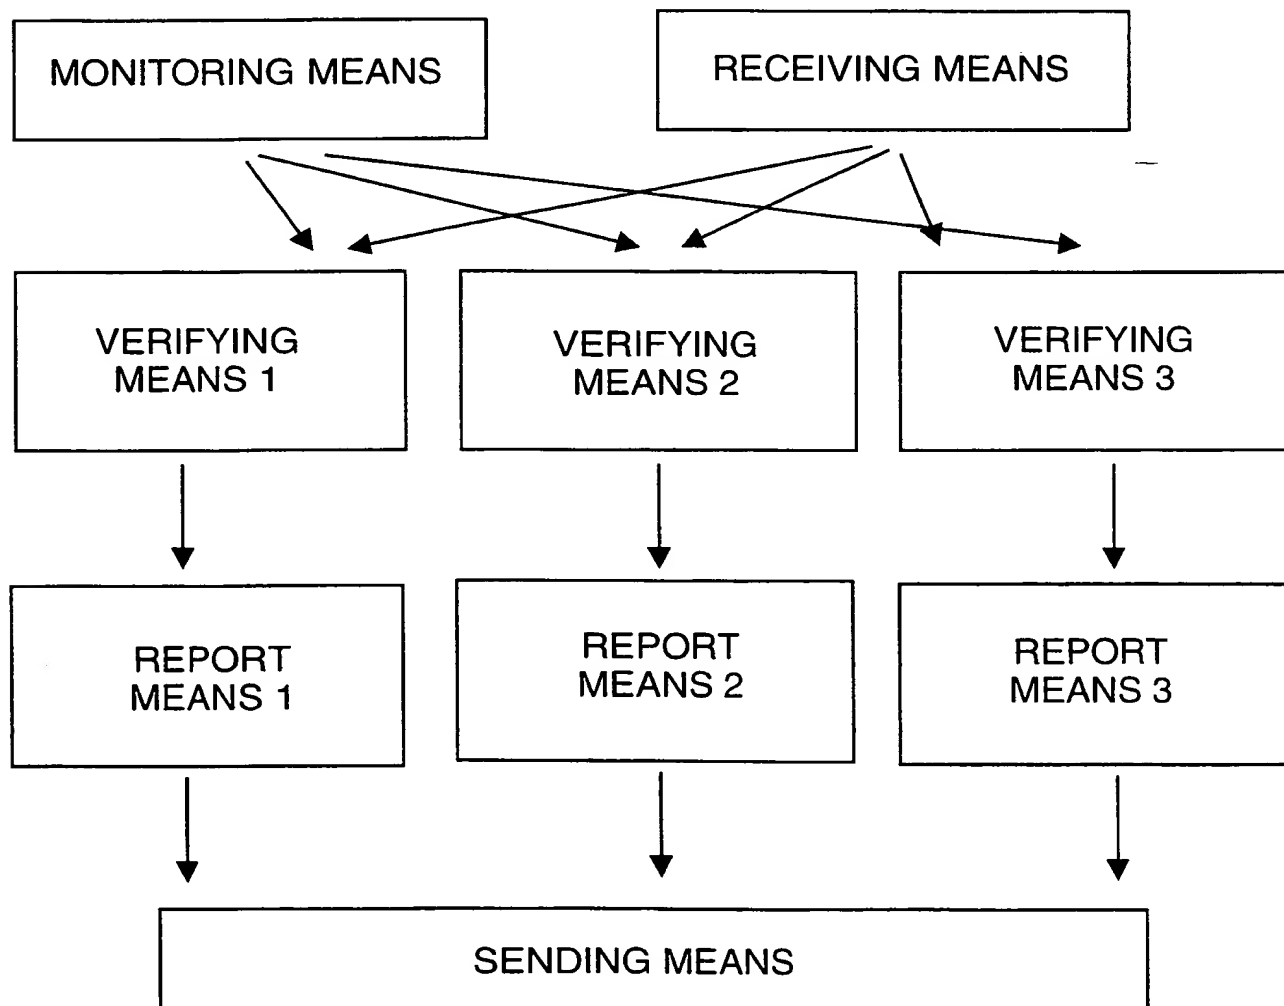 MONITORING MEANS
RECEIVING MEANS
VERIFYING
MEANS 1
VERIFYING
MEANS 2
VERIFYING
MEANS 3
REPORT
MEANS 1
REPORT
MEANS 2
REPORT
MEANS 3
SENDING MEANS